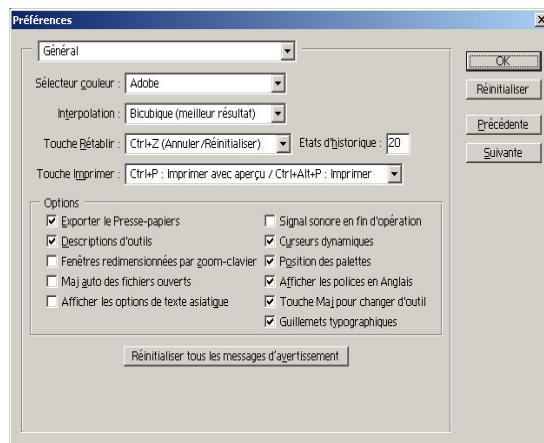 Préférences
Général
OK
Sélecteur couleur : Adobe
Réinitialiser
Interpolation : Bicubique (meilleur résultat)
Précédente
Touche Rétablir : Ctrl+Z (Annuler/Réinitialiser) Etats d'historique : 20
Suivante
Touche Imprimer : Ctrl+P : Imprimer avec aperçu / Ctrl+Alt+P : Imprimer
Options
Exporter le Presse-papiers
Signal sonore en fin d'opération
Descriptions d'outils
Curseurs dynamiques
Fenêtres redimensionnées par zoom-clavier
Position des palettes
Maj auto des fichiers ouverts
Afficher les polices en Anglais
Afficher les options de texte asiatique
Touche Maj pour changer d'outil
Guillemets typographiques
Réinitialiser tous les messages d'avertissement